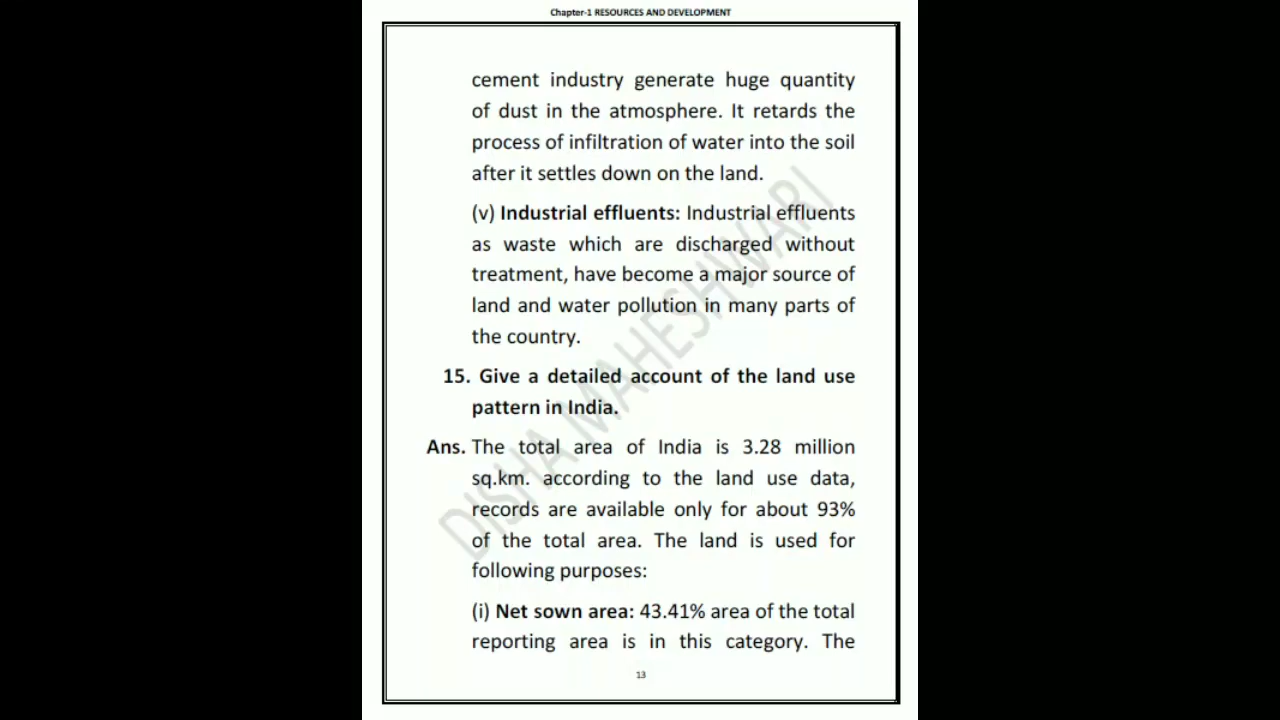 Chapter-1 RESOURCES AND DEVELOPMENT
cement industry generate huge quantity
of dust in the atmosphere. It retards the
process of infiltration of water into the soil
after it settles down on the land.
(v) Industrial effluents: Industrial effluents
as waste which are discharged without
treatment, have become a major source of
land and water pollution in many parts of
the country.
15. Give a detailed account of the land use
pattern in India.
Ans. The total area of India is 3.28 million
sq.km. according to the land use data,
records are available only for about 93%
of the total area. The land is used for
following purposes:
(i) Net sown area: 43.41% area of the total
reporting area is in this category. The
13
DISHA MAHESHWARI